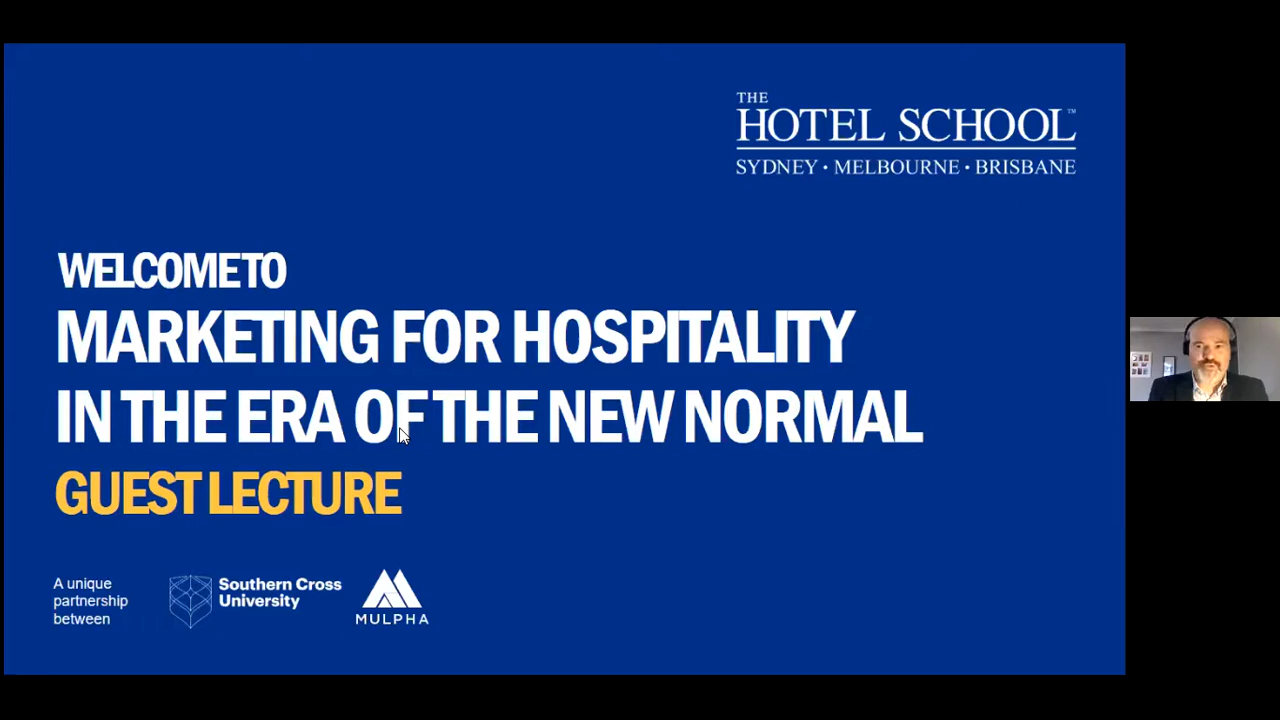 THE
HOTEL SCHOOL™
SYDNEY • MELBOURNE • BRISBANE
WELCOME TO
MARKETING FOR HOSPITALITY
IN THE ERA OF THE NEW NORMAL
GUEST LECTURE
A unique
partnership
between
Southern Cross
University
MULPHA